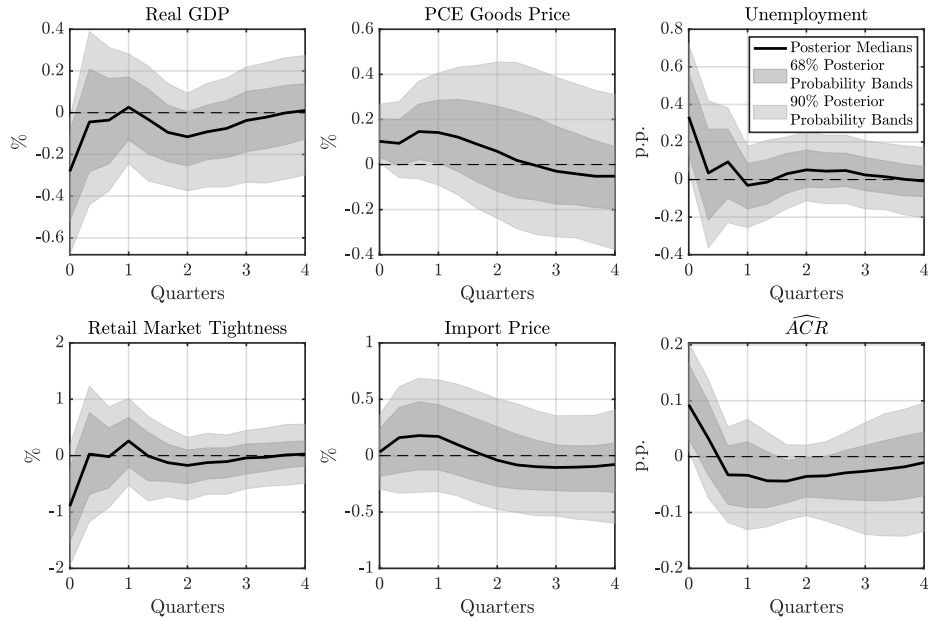 Real GDP
0.4
0.2
0
-0.2
-0.4
-0.6
%
0 1 2 3 4
Quarters
PCE Goods Price
0.6
0.4
0.2
0
-0.2
-0.4
%
0 1 2 3 4
Quarters
Unemployment
0.8
0.6
0.4
0.2
0
-0.2
-0.4
p.p.
Posterior Medians
68% Posterior
Probability Bands
90% Posterior
Probability Bands
0 1 2 3 4
Quarters
Retail Market Tightness
2
1
0
-1
-2
%
0 1 2 3 4
Quarters
Import Price
1
0.5
0
-0.5
-1
%
0 1 2 3 4
Quarters
$\widehat{ACR}$
0.2
0.1
0
-0.1
-0.2
p.p.
0 1 2 3 4
Quarters